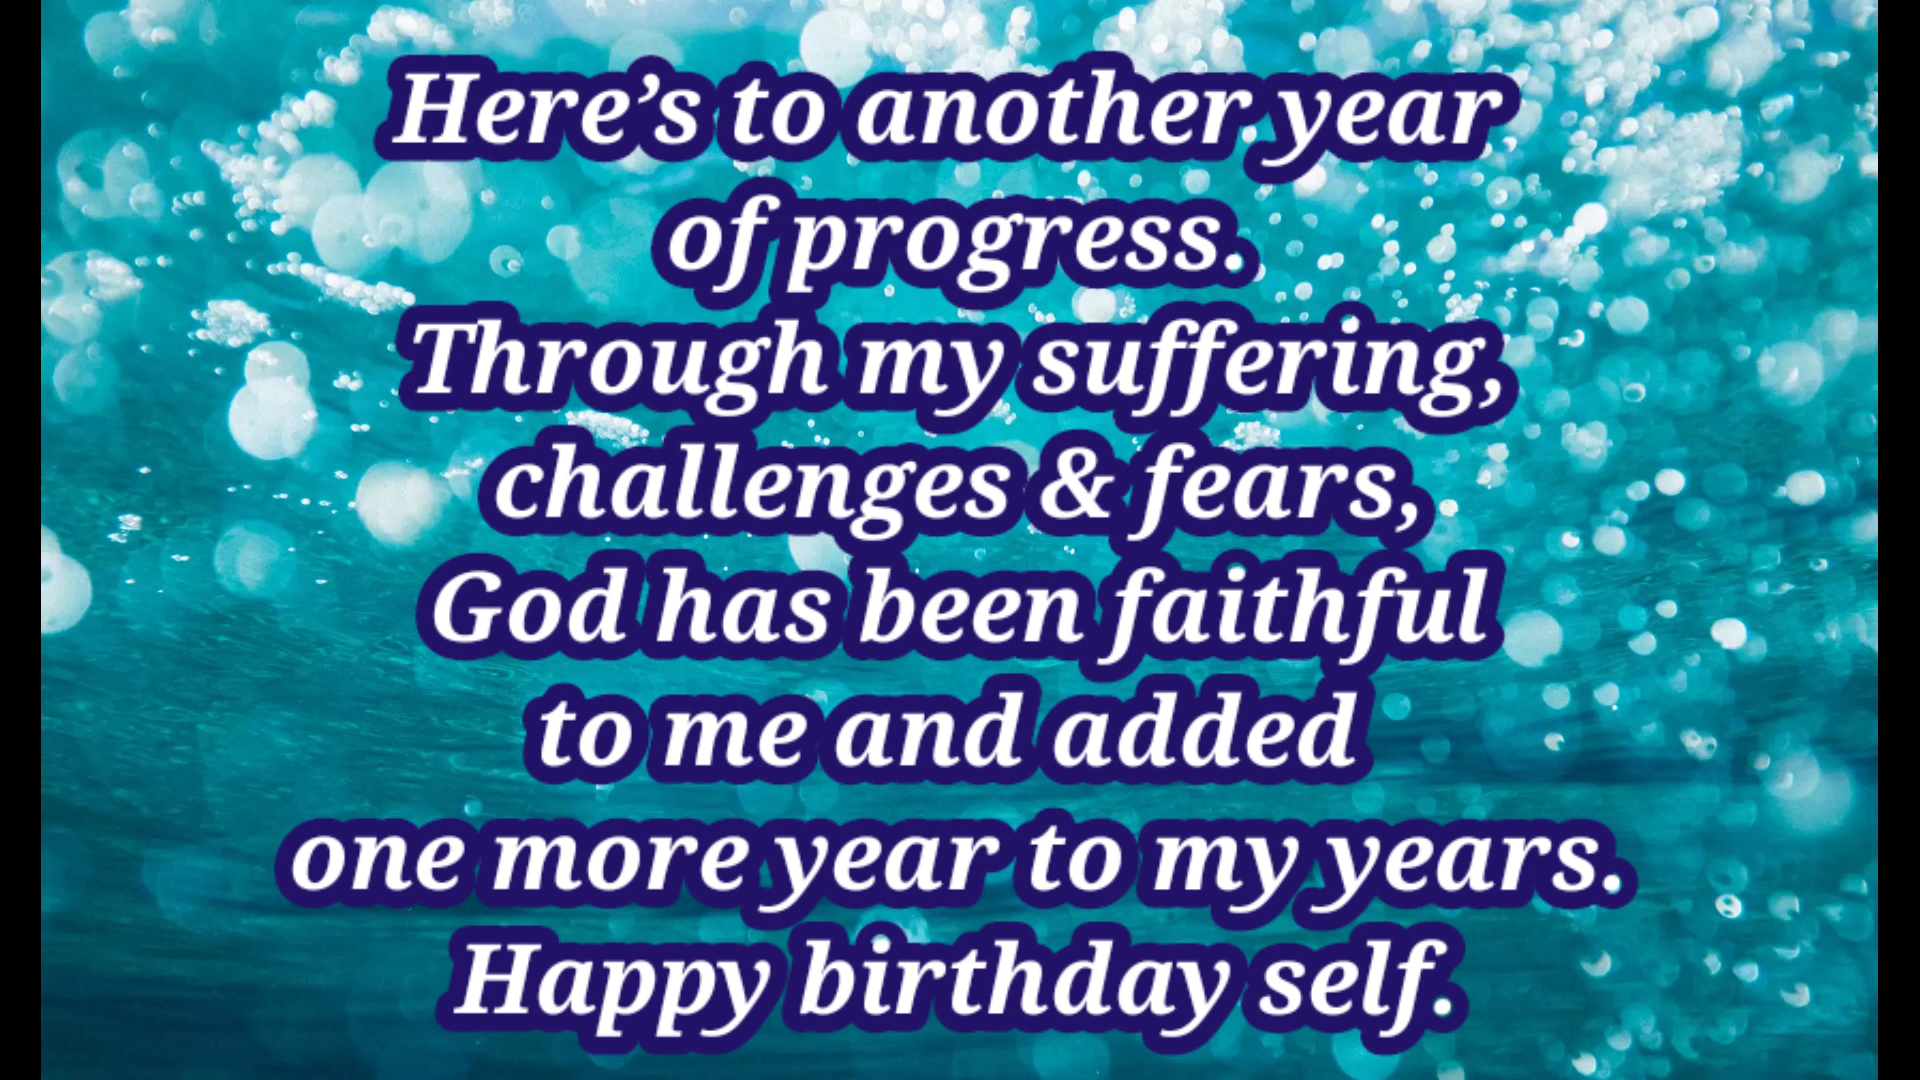 Here’s to another year
of progress.
Through my suffering,
challenges & fears,
God has been faithful
to me and added
one more year to my years.
Happy birthday self.